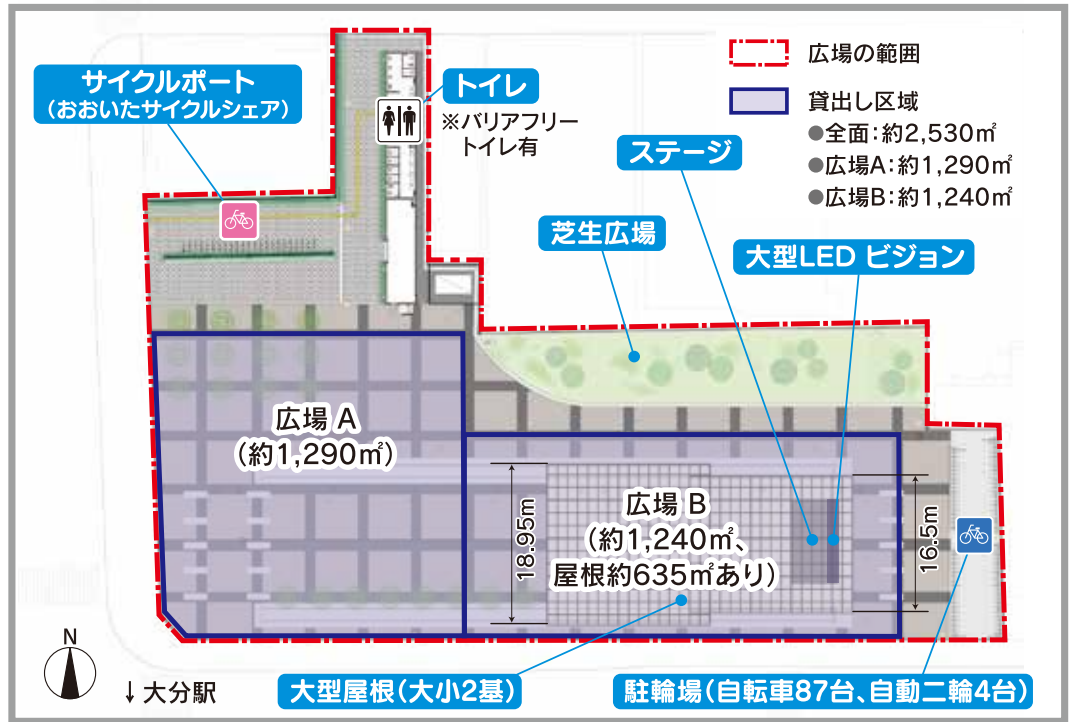 サイクルポート
（おおいたサイクルシェア）
トイレ
※バリアフリー
トイレ有
広場の範囲
貸出し区域
●全面：約2,530㎡
●広場A：約1,290㎡
●広場B：約1,240㎡
ステージ
芝生広場
大型LED ビジョン
広場 A
（約1,290㎡）
広場 B
（約1,240㎡、
屋根約635㎡あり）
18.95m
16.5m
N
↓大分駅
大型屋根（大小2基）
駐輪場（自転車87台、自動二輪4台）